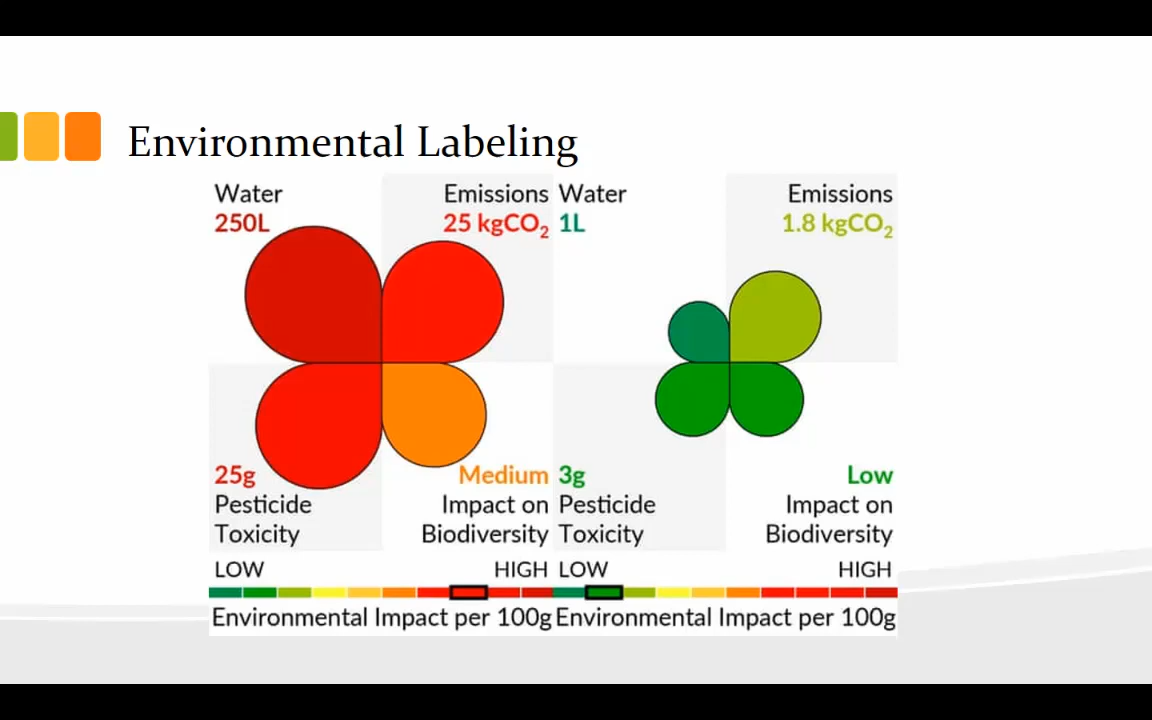 Environmental Labeling
Water
250L
Emissions
25 kgCO₂
25g
Pesticide
Toxicity
Medium
Impact on
Biodiversity
LOW HIGH
Environmental Impact per 100g
Water
1L
Emissions
1.8 kgCO₂
3g
Pesticide
Toxicity
Low
Impact on
Biodiversity
LOW HIGH
Environmental Impact per 100g